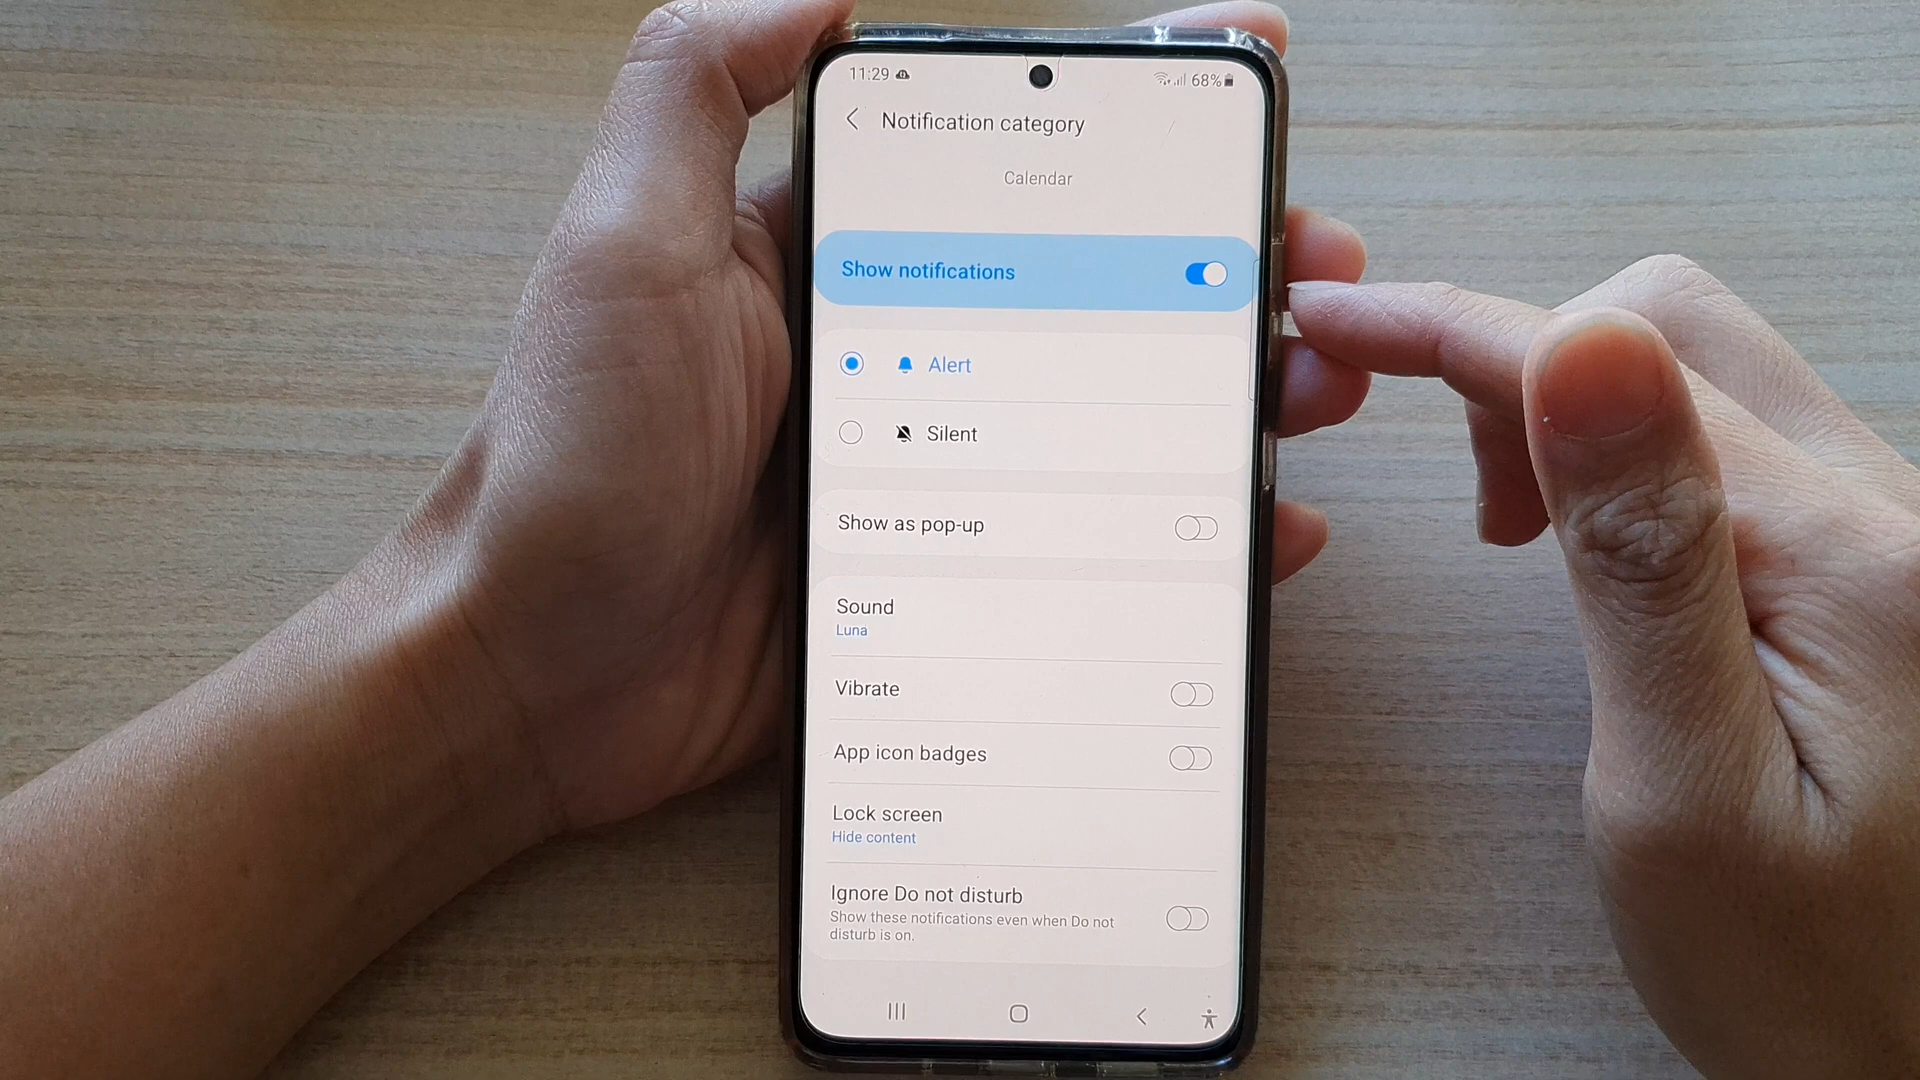 11:29
68%
Notification category
Calendar
Show notifications
Alert
Silent
Show as pop-up
Sound
Luna
Vibrate
App icon badges
Lock screen
Hide content
Ignore Do not disturb
Show these notifications even when Do not
disturb is on.